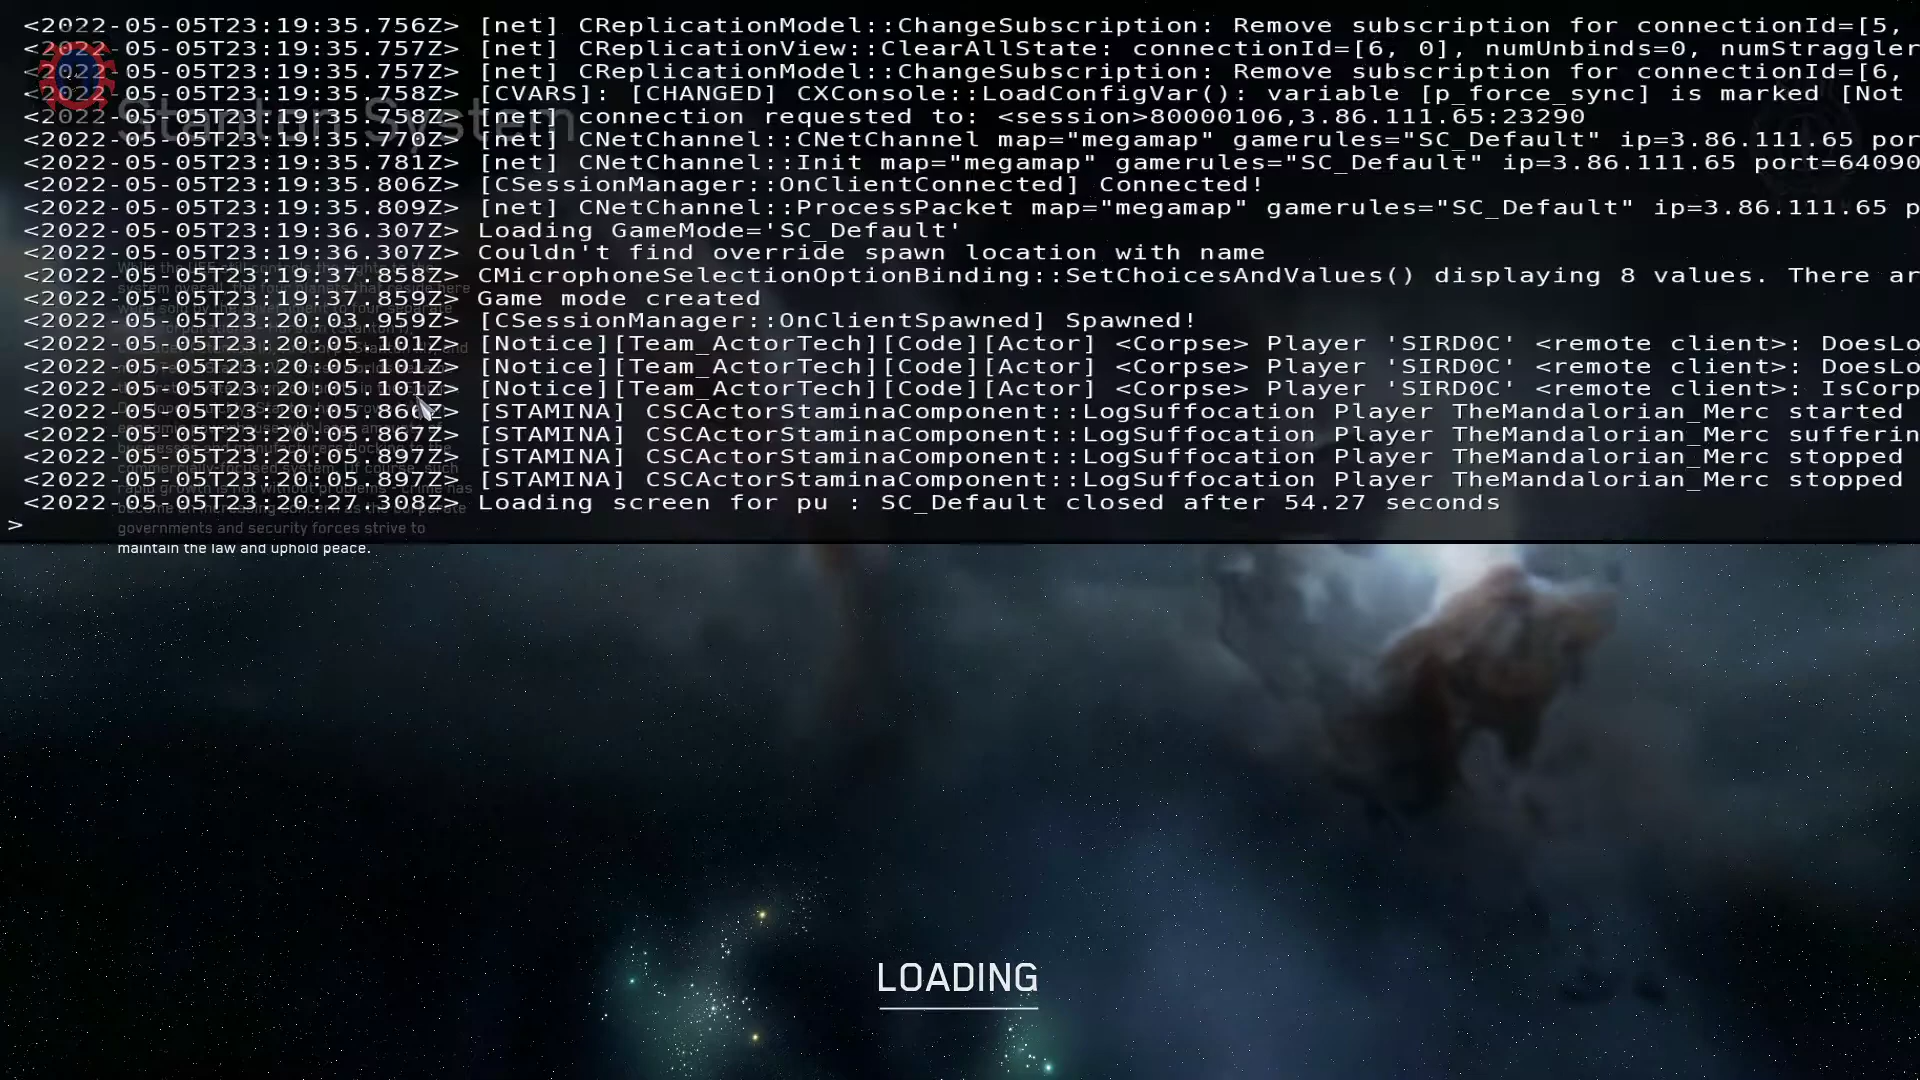 <2022-05-05T23:19:35.756Z> [net] CReplicationModel::ChangeSubscription: Remove subscription for connectionId=[5,
<2022-05-05T23:19:35.757Z> [net] CReplicationView::ClearAllState: connectionId=[6, 0], numUnbinds=0, numStraggler
<2022-05-05T23:19:35.757Z> [net] CReplicationModel::ChangeSubscription: Remove subscription for connectionId=[6,
<2022-05-05T23:19:35.758Z> [CVARS]: [CHANGED] CXConsole::LoadConfigVar(): variable [p_force_sync] is marked [Not
<2022-05-05T23:19:35.758Z> [net] connection requested to: <session>80000106,3.86.111.65:23290
Stanton System
<2022-05-05T23:19:35.770Z> [net] CNetChannel::CNetChannel map="megamap" gamerules="SC_Default" ip=3.86.111.65 por
<2022-05-05T23:19:35.781Z> [net] CNetChannel::Init map="megamap" gamerules="SC_Default" ip=3.86.111.65 port=64090
<2022-05-05T23:19:35.806Z> [CSessionManager::OnClientConnected] Connected!
<2022-05-05T23:19:35.809Z> [net] CNetChannel::ProcessPacket map="megamap" gamerules="SC_Default" ip=3.86.111.65 p
<2022-05-05T23:19:36.307Z> Loading GameMode='SC_Default'
<2022-05-05T23:19:36.307Z> Couldn't find override spawn location with name
<2022-05-05T23:19:37.858Z> CMicrophoneSelectionOptionBinding::SetChoicesAndValues() displaying 8 values. There ar
<2022-05-05T23:19:37.859Z> Game mode created
<2022-05-05T23:20:03.959Z> [CSessionManager::OnClientSpawned] Spawned!
<2022-05-05T23:20:05.101Z> [Notice][Team_ActorTech][Code][Actor] <Corpse> Player 'SIRD0C' <remote client>: DoesLo
<2022-05-05T23:20:05.101Z> [Notice][Team_ActorTech][Code][Actor] <Corpse> Player 'SIRD0C' <remote client>: DoesLo
<2022-05-05T23:20:05.101Z> [Notice][Team_ActorTech][Code][Actor] <Corpse> Player 'SIRD0C' <remote client>: IsCorp
<2022-05-05T23:20:05.866Z> [STAMINA] CSCActorStaminaComponent::LogSuffocation Player TheMandalorian_Merc started
<2022-05-05T23:20:05.867Z> [STAMINA] CSCActorStaminaComponent::LogSuffocation Player TheMandalorian_Merc sufferin
<2022-05-05T23:20:05.897Z> [STAMINA] CSCActorStaminaComponent::LogSuffocation Player TheMandalorian_Merc stopped
<2022-05-05T23:20:05.897Z> [STAMINA] CSCActorStaminaComponent::LogSuffocation Player TheMandalorian_Merc stopped
<2022-05-05T23:20:27.308Z> Loading screen for pu : SC_Default closed after 54.27 seconds
>
governments and security forces strive to
maintain the law and uphold peace.
LOADING